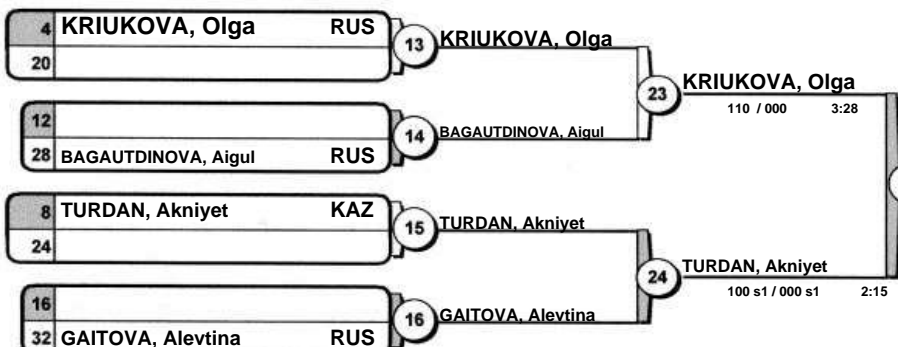 4 KRIUKOVA, Olga RUS
20
13 KRIUKOVA, Olga
12
28 BAGAUTDINOVA, Aigul RUS
14 BAGAUTDINOVA, Aigul
23 KRIUKOVA, Olga
110 / 000 3:28
8 TURDAN, Akniyet KAZ
24
15 TURDAN, Akniyet
16
32 GAITOVA, Alevtina RUS
16 GAITOVA, Alevtina
24 TURDAN, Akniyet
100 s1 / 000 s1 2:15